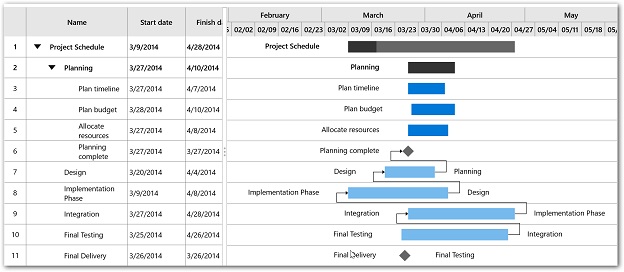 February March April May
Name Start date Finish d
02/02 02/09 02/16 02/23 03/02 03/09 03/16 03/23 03/30 04/06 04/13 04/20 04/27 05/04 05/11 05/18
1 Project Schedule 3/9/2014 4/28/2014 Project Schedule
2 Planning 3/27/2014 4/10/2014 Planning
3 Plan timeline 3/27/2014 4/7/2014 Plan timeline
4 Plan budget 3/28/2014 4/10/2014 Plan budget
5 Allocate resources 3/27/2014 4/8/2014 Allocate resources
6 Planning complete 3/27/2014 3/27/2014 Planning complete
7 Design 3/20/2014 4/4/2014 Design Planning
8 Implementation Phase 3/9/2014 4/8/2014 Implementation Phase Design
9 Integration 3/27/2014 4/28/2014 Integration Implementation Phase
10 Final Testing 3/25/2014 4/26/2014 Final Testing Integration
11 Final Delivery 3/26/2014 3/26/2014 Final Delivery Final Testing